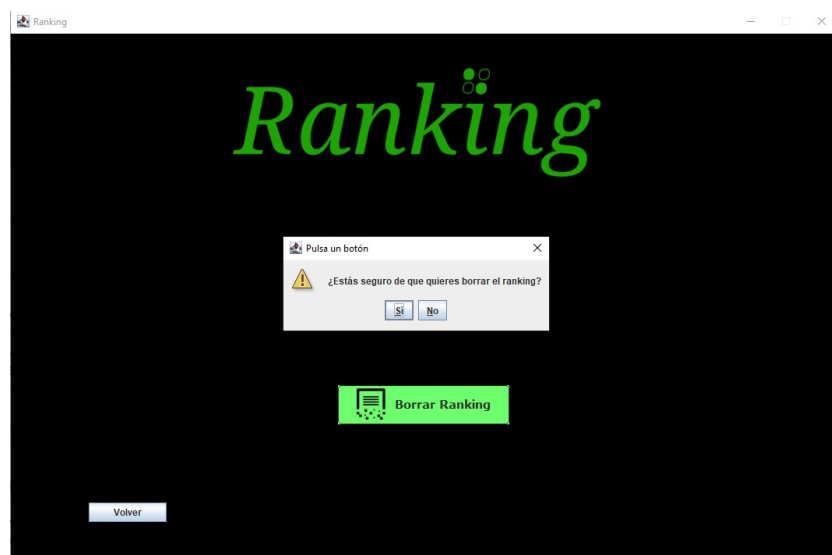 Ranking
Ranking
Pulsa un botón
¿Estás seguro de que quieres borrar el ranking?
Sí No
Borrar Ranking
Volver